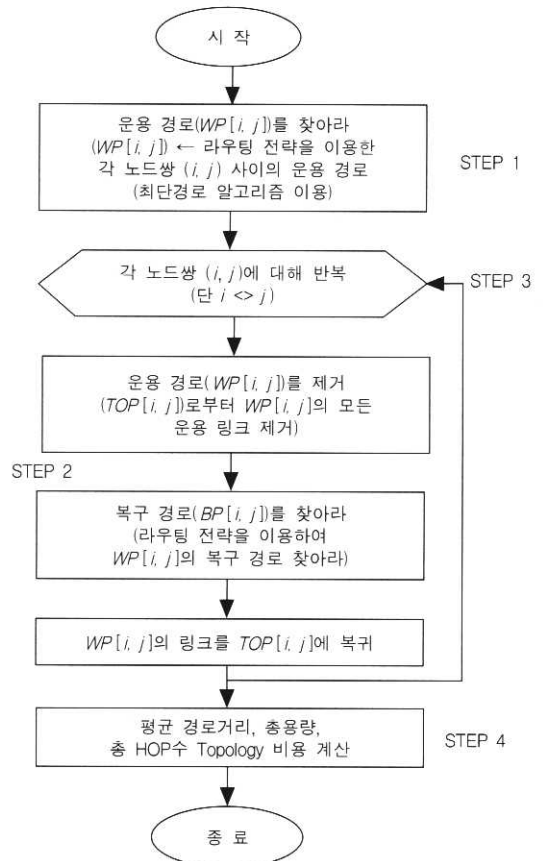 시 작
운용 경로(WP[i, j])를 찾아라
(WP[i, j]) ← 라우팅 전략을 이용한
각 노드쌍 (i, j) 사이의 운용 경로
(최단경로 알고리즘 이용)
STEP 1
각 노드쌍 (i, j)에 대해 반복
(단 i <> j)
STEP 3
운용 경로(WP[i, j])를 제거
(TOP[i, j])로부터 WP[i, j]의 모든
운용 링크 제거)
STEP 2
복구 경로(BP[i, j])를 찾아라
(라우팅 전략을 이용하여
WP[i, j]의 복구 경로 찾아라)
WP[i, j]의 링크를 TOP[i, j]에 복귀
평균 경로거리, 총용량,
총 HOP수 Topology 비용 계산
STEP 4
종 료